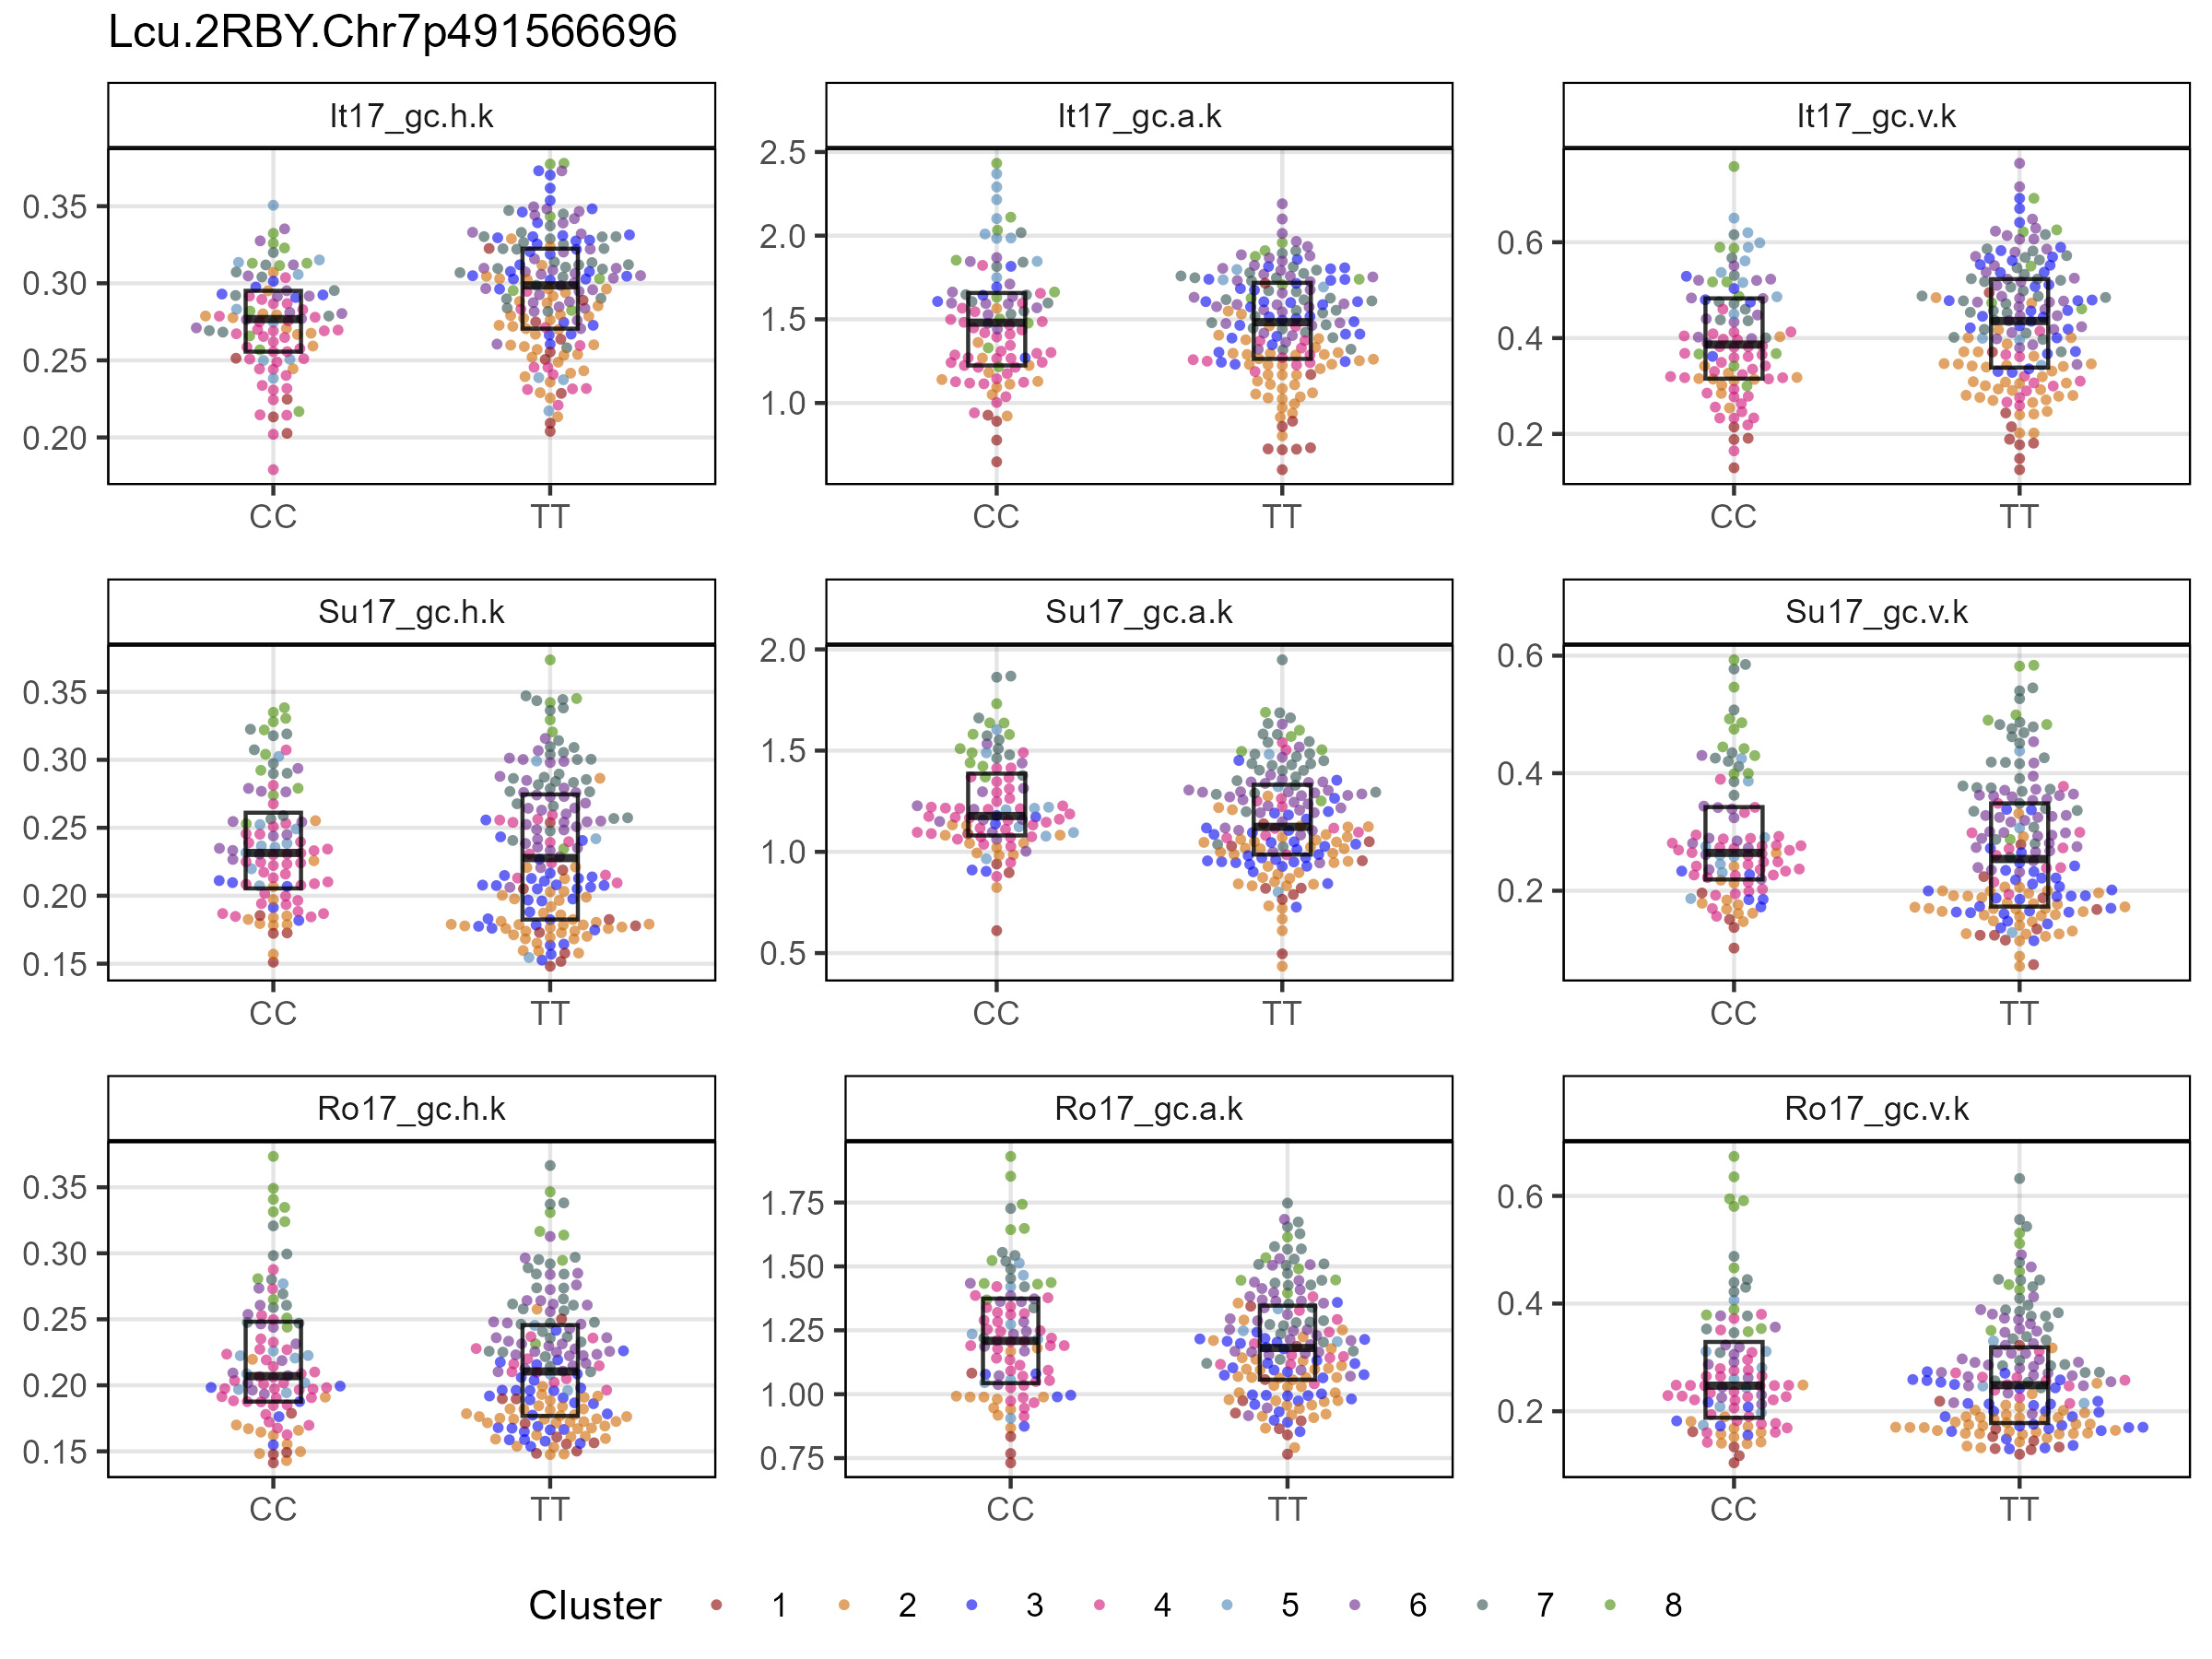 Lcu.2RBY.Chr7p491566696
It17_gc.h.k
It17_gc.a.k
It17_gc.v.k
0.35
0.30
0.25
0.20
CC
TT
2.5
2.0
1.5
1.0
CC
TT
0.6
0.4
0.2
CC
TT
Su17_gc.h.k
Su17_gc.a.k
Su17_gc.v.k
0.35
0.30
0.25
0.20
0.15
CC
TT
2.0
1.5
1.0
0.5
CC
TT
0.6
0.4
0.2
CC
TT
Ro17_gc.h.k
Ro17_gc.a.k
Ro17_gc.v.k
0.35
0.30
0.25
0.20
0.15
CC
TT
1.75
1.50
1.25
1.00
0.75
CC
TT
0.6
0.4
0.2
CC
TT
Cluster 1 2 3 4 5 6 7 8